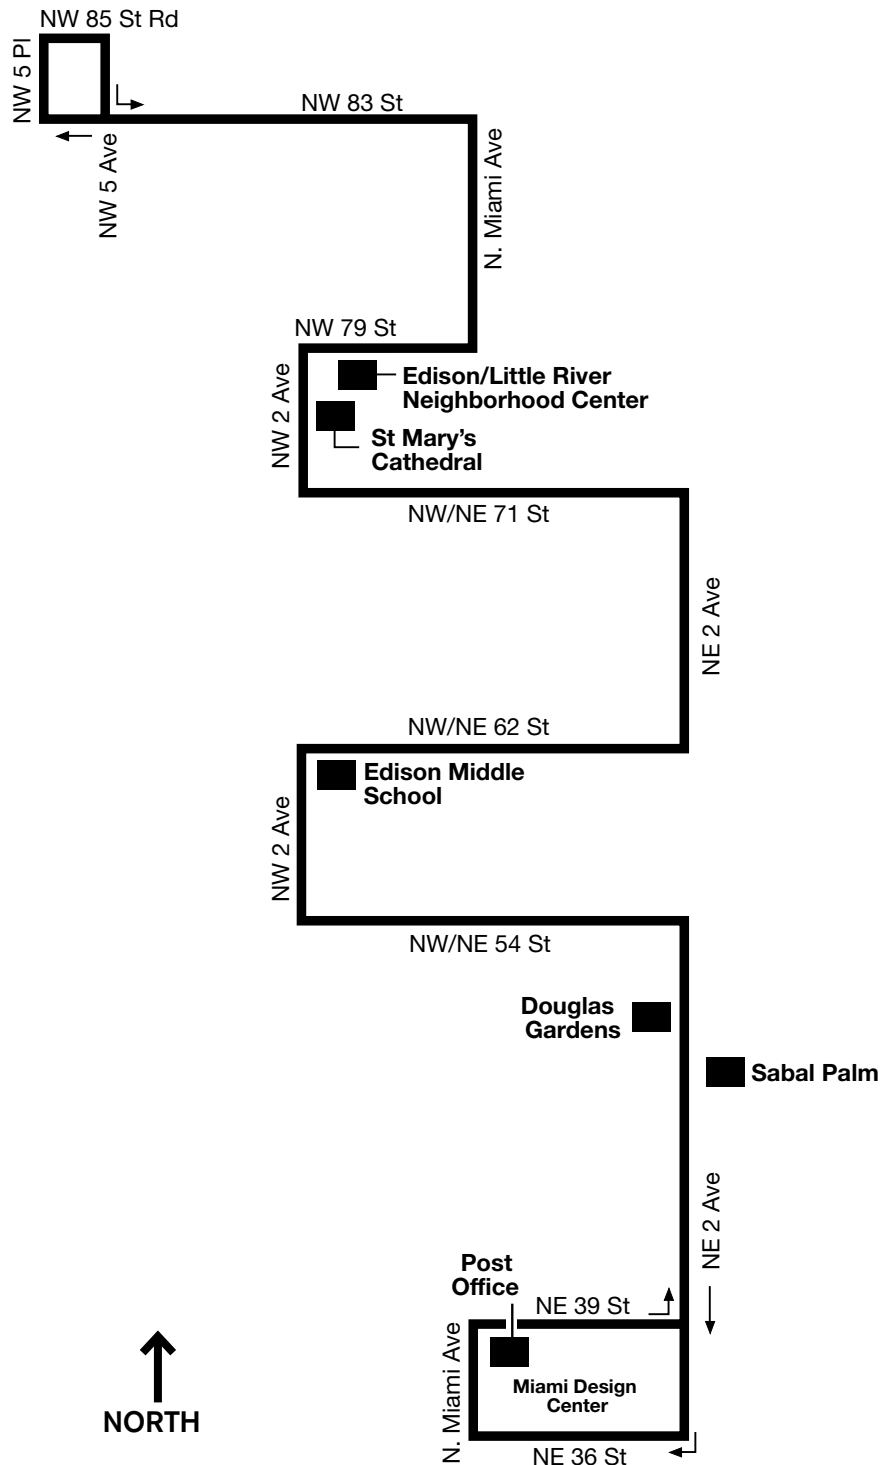 NW 85 St Rd
NW 5 Pl
NW 83 St
NW 5 Ave
N. Miami Ave
NW 79 St
NW 2 Ave
Edison/Little River
Neighborhood Center
St Mary's
Cathedral
NW/NE 71 St
NE 2 Ave
NW/NE 62 St
Edison Middle
School
NW 2 Ave
NW/NE 54 St
Douglas
Gardens
Sabal Palm
NE 2 Ave
Post
Office
NE 39 St
N. Miami Ave
Miami Design
Center
NORTH
NE 36 St